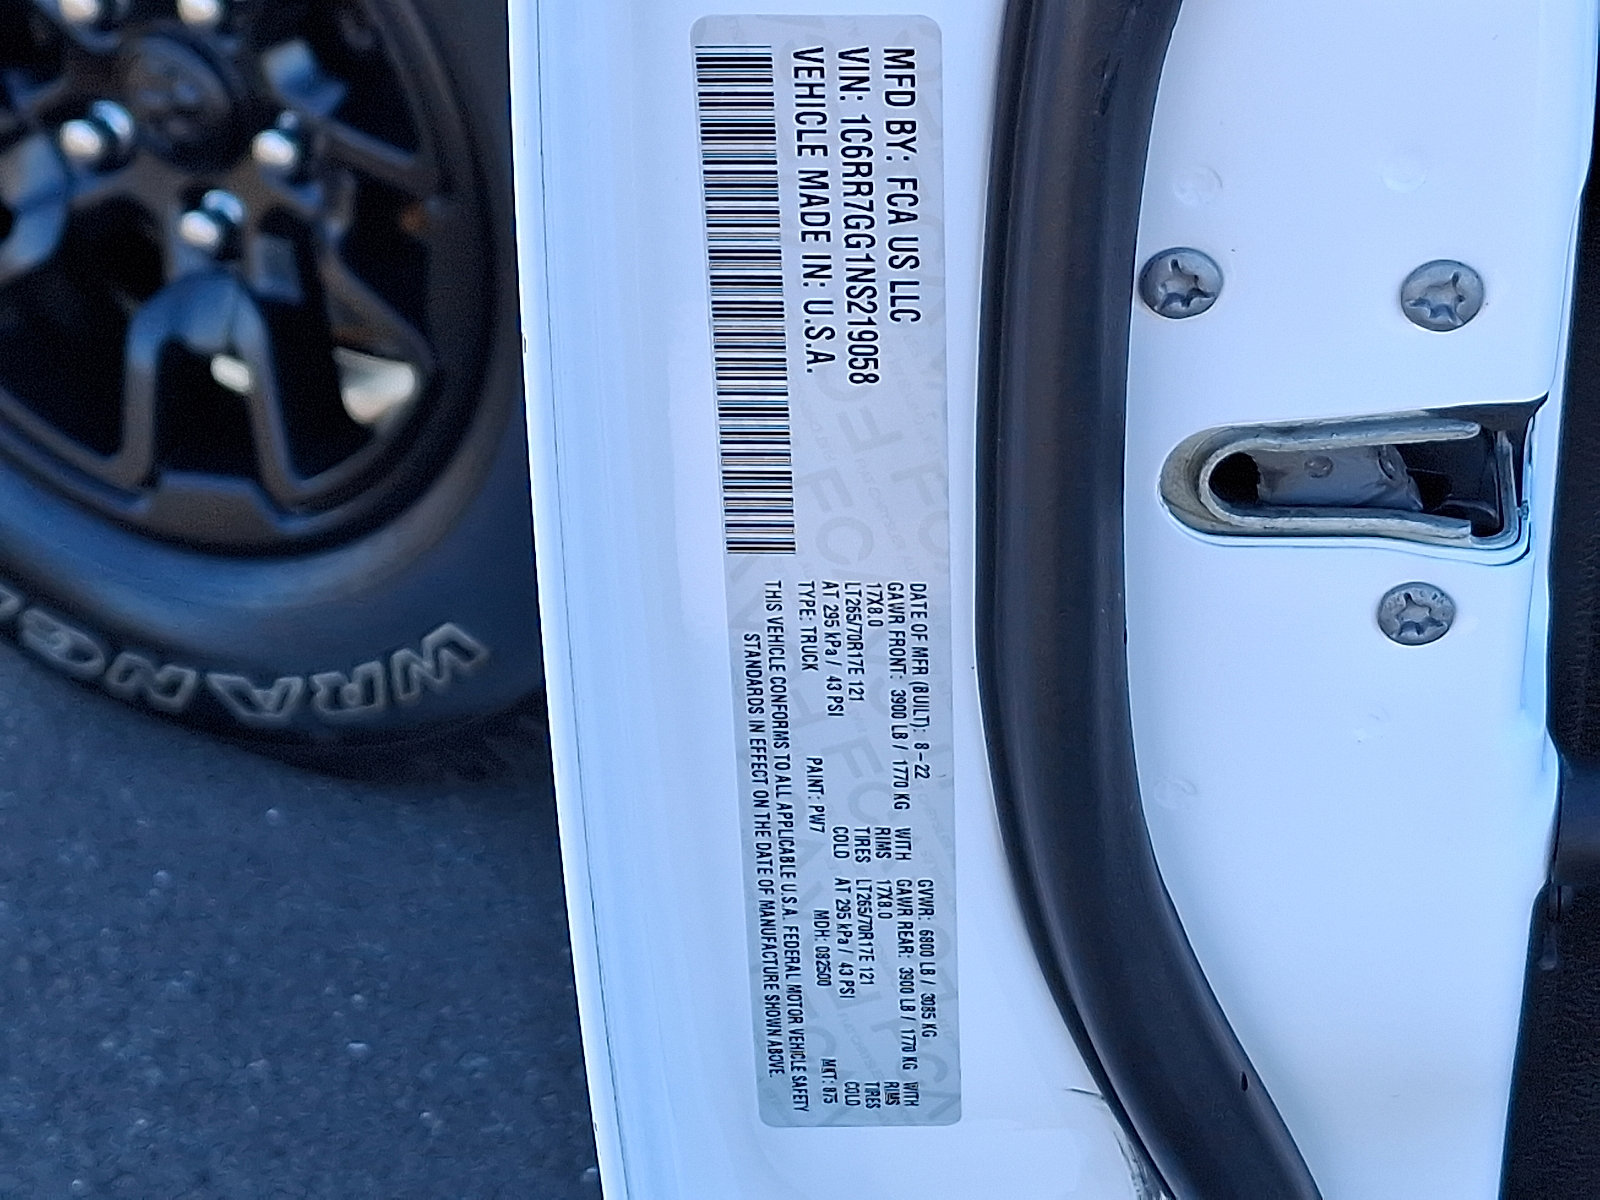 MFD BY: FCA US LLC
VIN: 1C6RR7GG1NS219058
VEHICLE MADE IN: U.S.A.
DATE OF MFR (BUILT): 8-22 GVWR: 6800 LB / 3085 KG
GAWR FRONT: 3900 LB / 1770 KG WITH GAWR REAR: 3900 LB / 1770 KG WITH
17X8.0 RIMS 17X8.0 RIMS
LT265/70R17E 121 TIRES LT265/70R17E 121 TIRES
AT 295 kPa / 43 PSI COLD AT 295 kPa / 43 PSI COLD
TYPE: TRUCK PAINT: PW7 MDH: 082500 MKT: 875
THIS VEHICLE CONFORMS TO ALL APPLICABLE U.S.A. FEDERAL MOTOR VEHICLE SAFETY
STANDARDS IN EFFECT ON THE DATE OF MANUFACTURE SHOWN ABOVE.